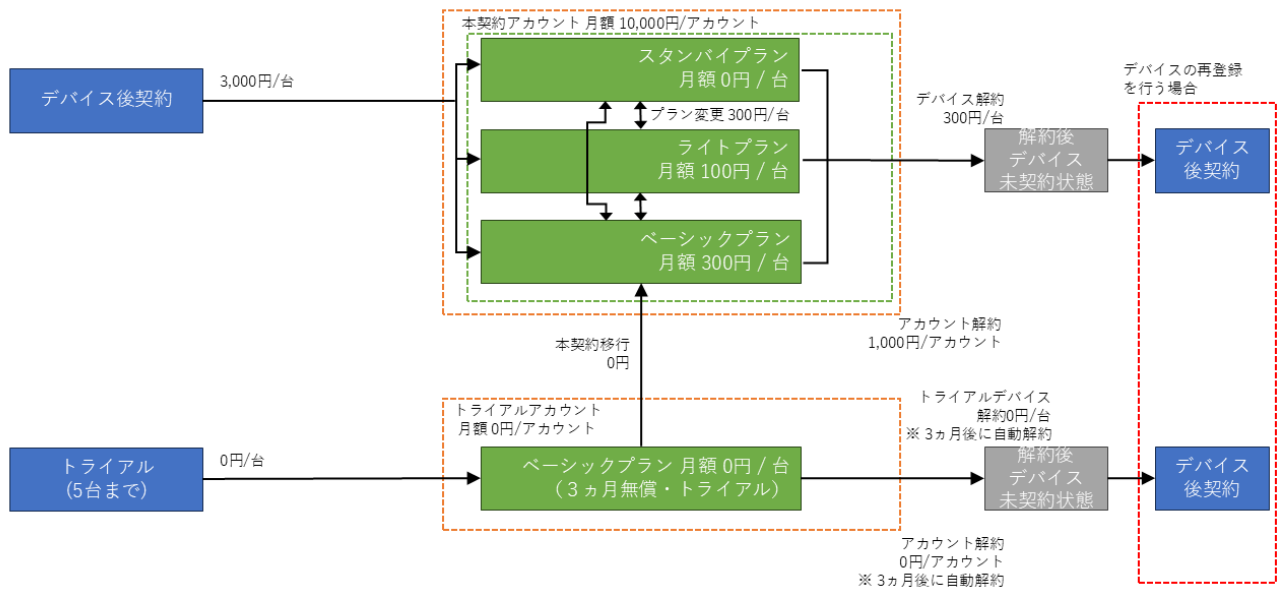 本契約アカウント 月額 10,000円/アカウント
デバイス後契約
3,000円/台
スタンバイプラン
月額 0円 / 台
プラン変更 300円/台
ライトプラン
月額 100円 / 台
ベーシックプラン
月額 300円 / 台
デバイス解約
300円/台
解約後
デバイス
未契約状態
デバイスの再登録
を行う場合
デバイス
後契約
アカウント解約
1,000円/アカウント
本契約移行
0円
トライアルアカウント
月額 0円/アカウント
トライアル
(5台まで)
0円/台
ベーシックプラン 月額 0円 / 台
(3ヵ月無償・トライアル)
トライアルデバイス
解約0円/台
※ 3ヵ月後に自動解約
解約後
デバイス
未契約状態
デバイス
後契約
アカウント解約
0円/アカウント
※ 3ヵ月後に自動解約